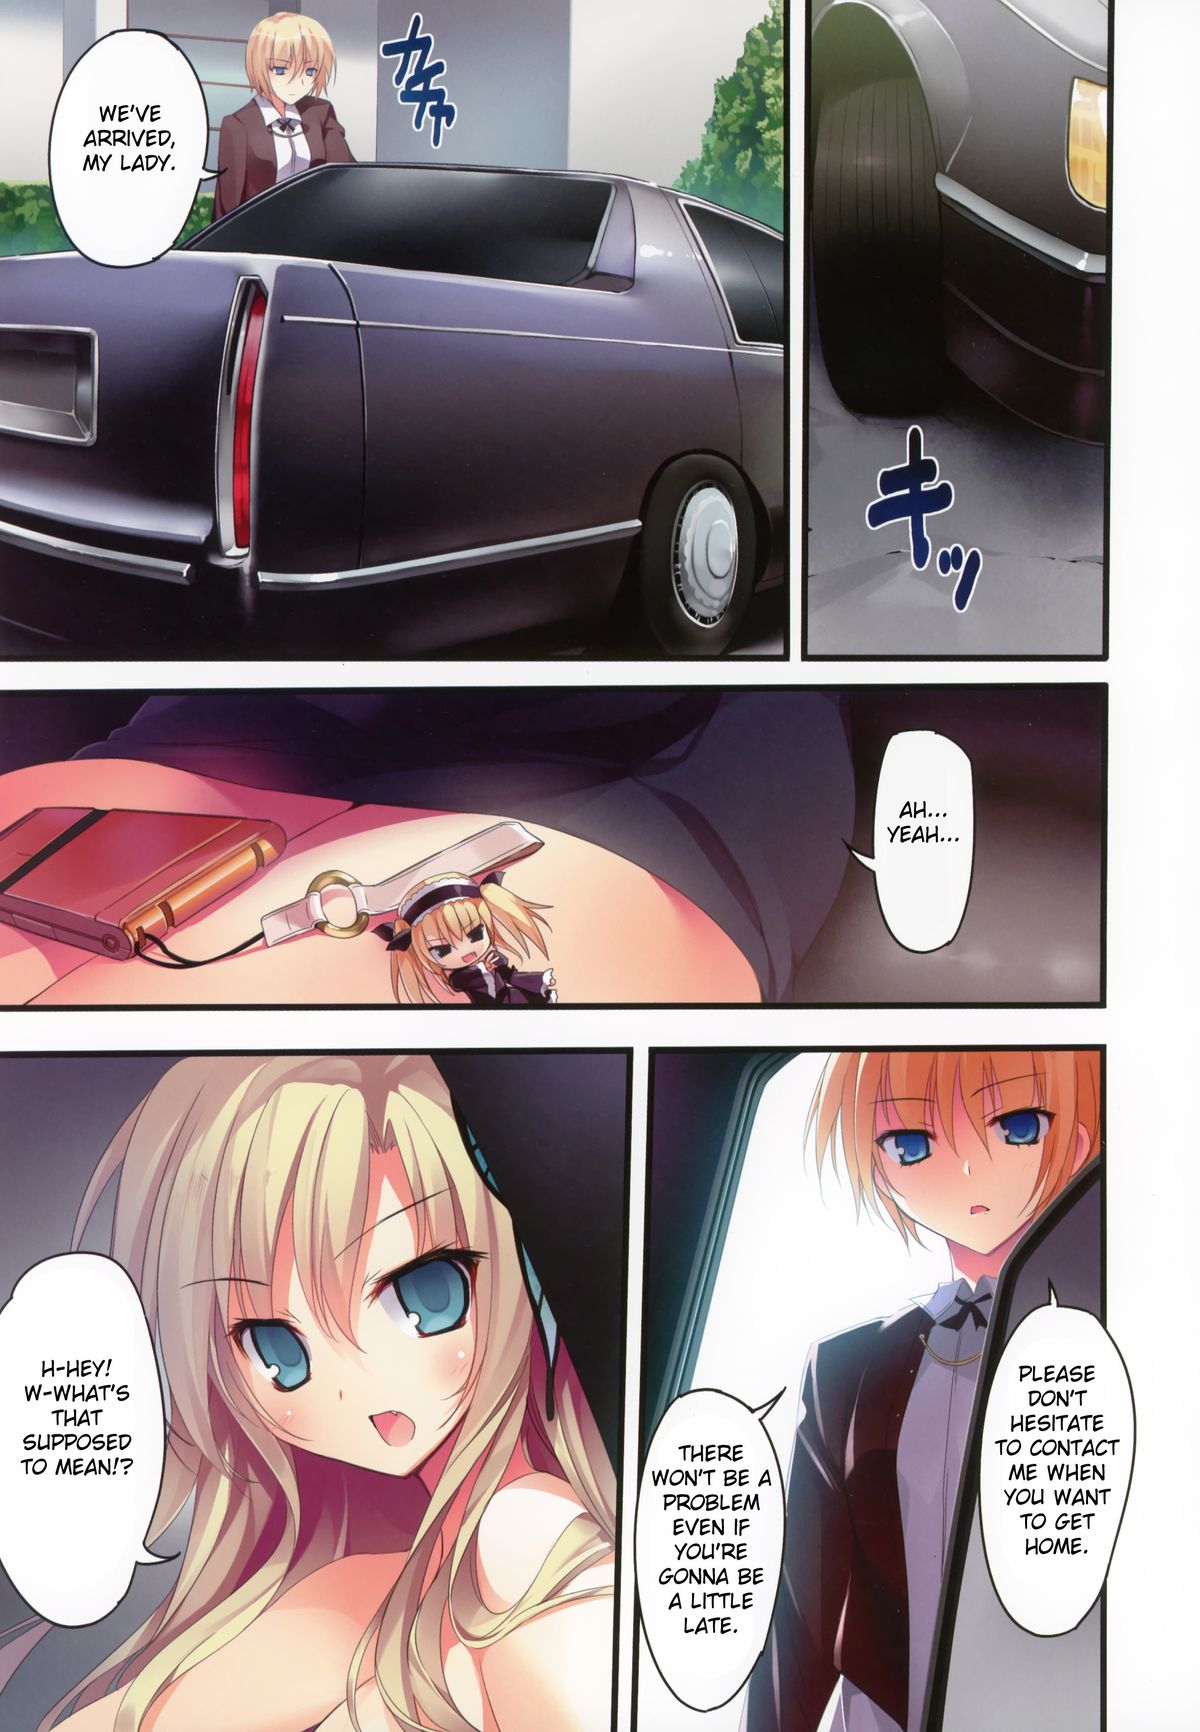 キッ
ガチャ
WE'VE
ARRIVED,
MY LADY.
AH...
YEAH...
PLEASE
DON'T
HESITATE
TO CONTACT
ME WHEN
YOU WANT
TO GET
HOME.
THERE
WON'T BE A
PROBLEM
EVEN IF
YOU'RE
GONNA BE
A LITTLE
LATE.
H-HEY!
W-WHAT'S
THAT
SUPPOSED
TO MEAN!?